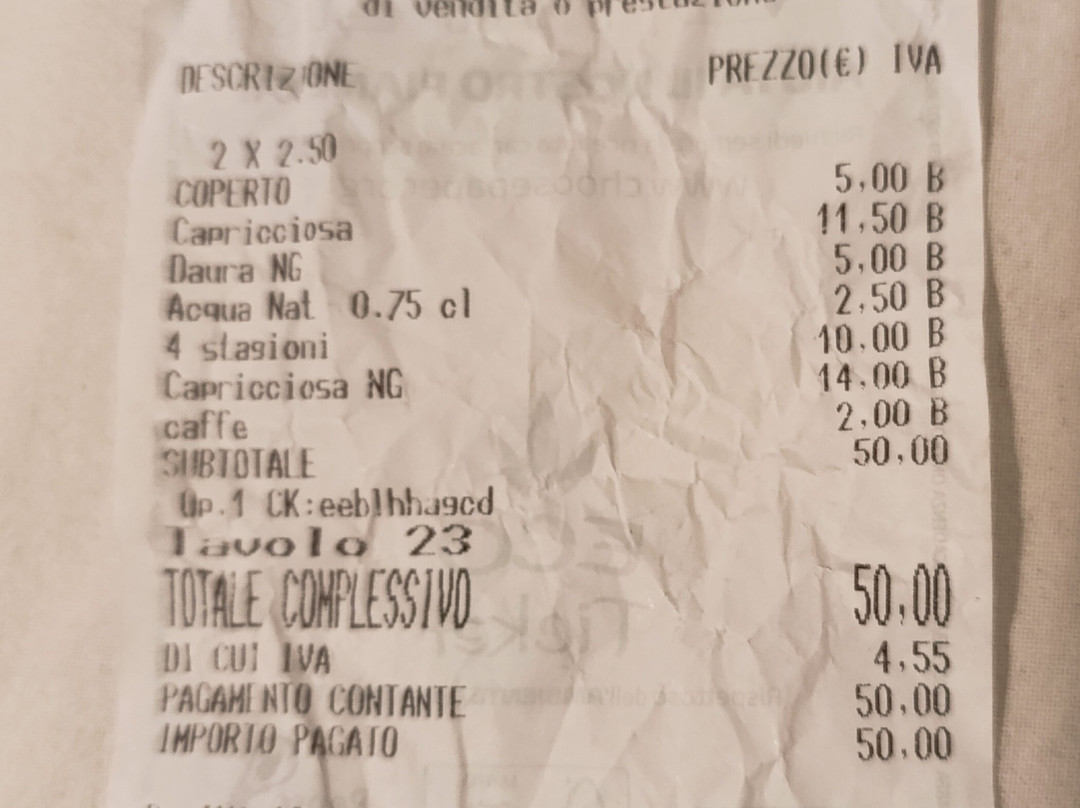 di vendita o prestazione
DESCRIZIONE PREZZO(€) IVA
2 X 2.50
COPERTO 5,00 B
Capricciosa 11,50 B
Daura NG 5,00 B
Acqua Nat 0.75 cl 2,50 B
4 stagioni 10,00 B
Capricciosa NG 14,00 B
caffe 2,00 B
SUBTOTALE 50,00
Op.1 CK:eeblhhagcd
Tavolo 23
TOTALE COMPLESSIVO 50,00
DI CUI IVA 4,55
PAGAMENTO CONTANTE 50,00
IMPORTO PAGATO 50,00